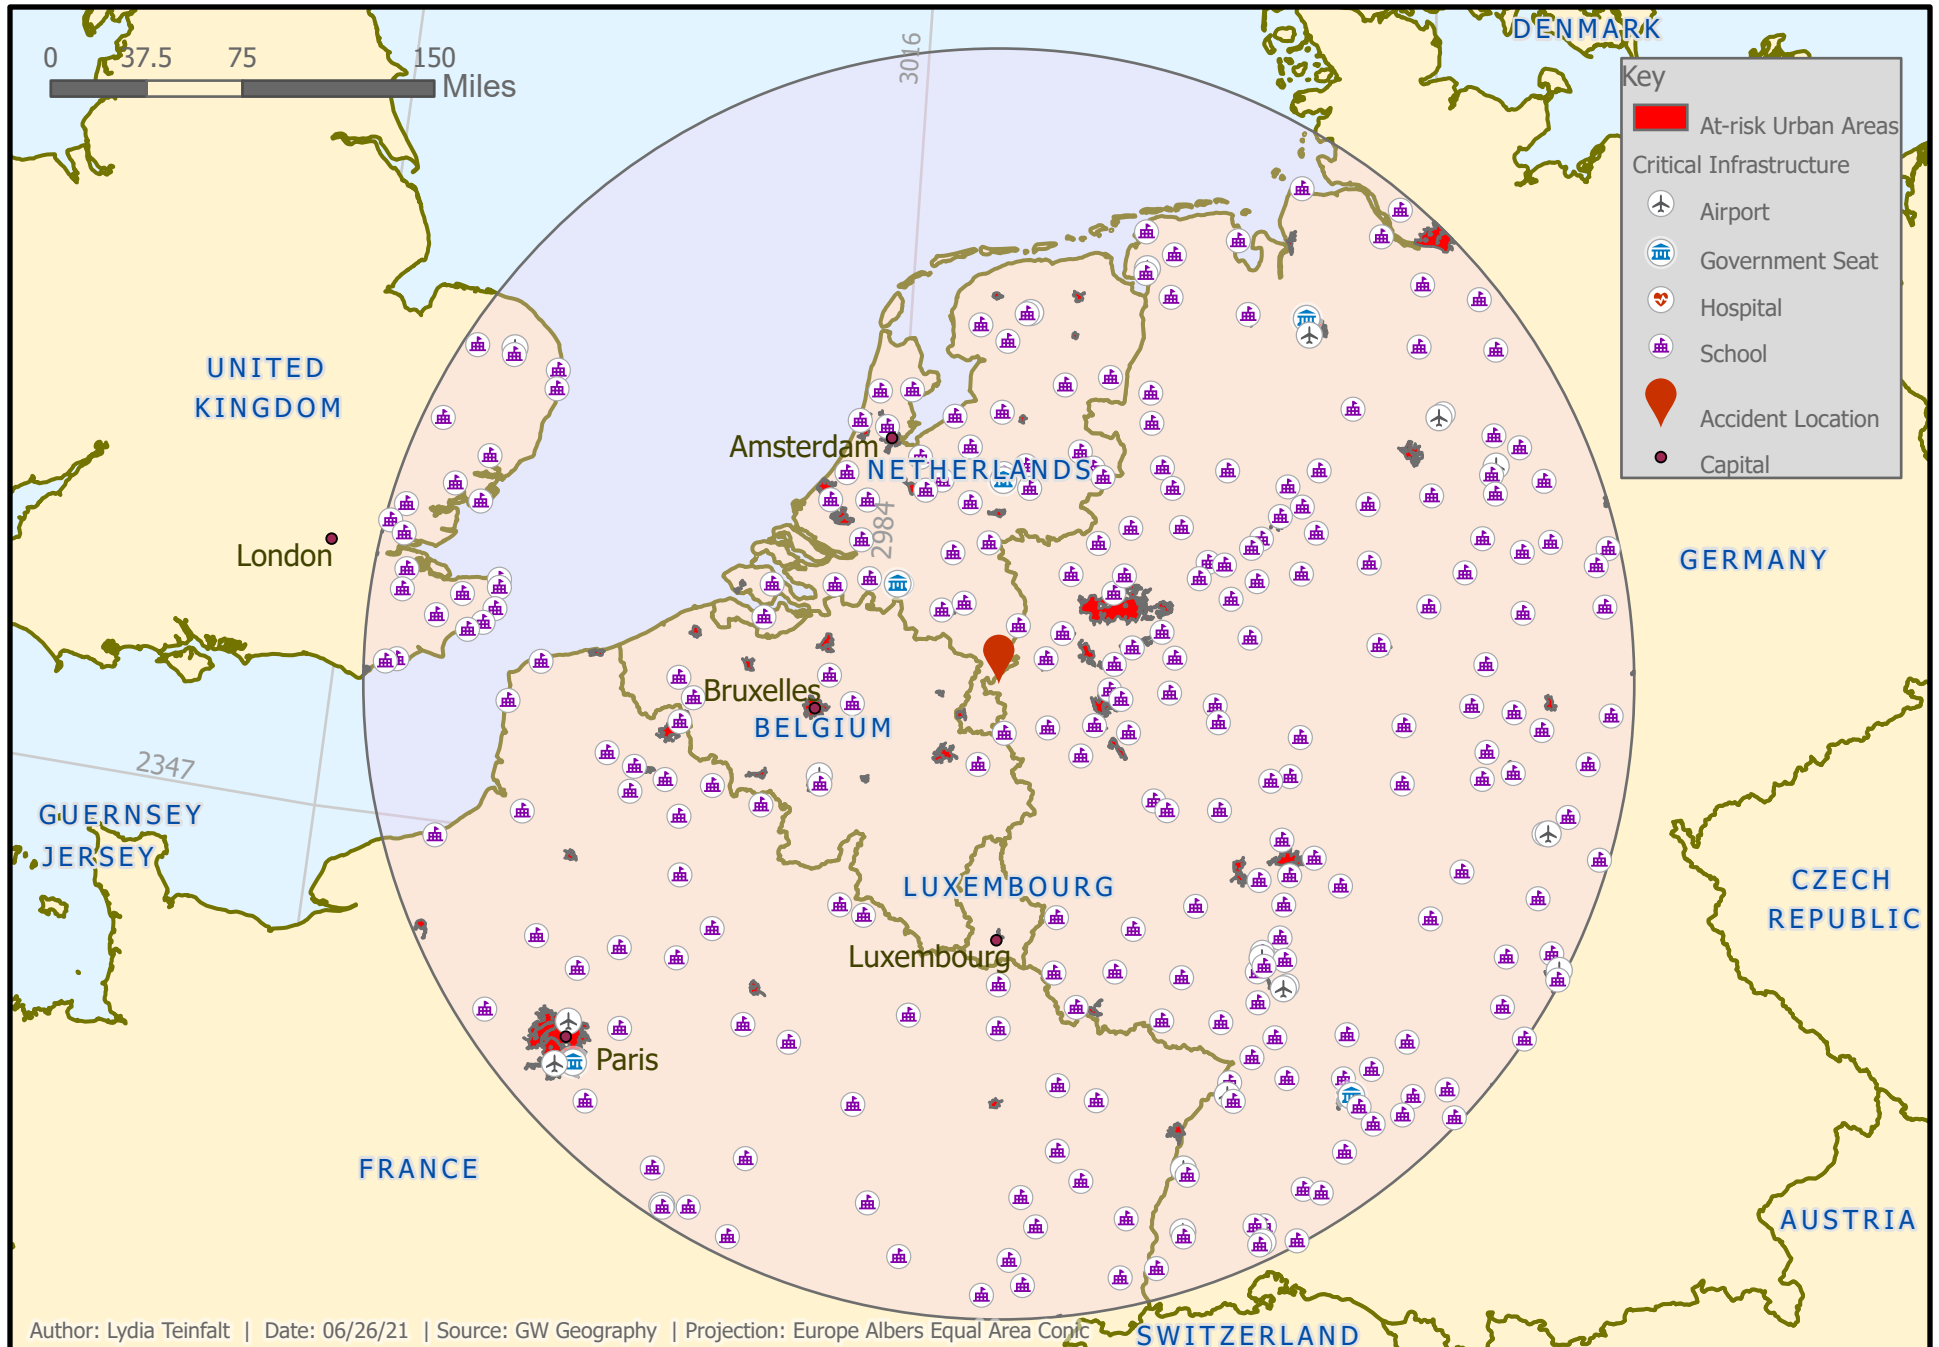 DENMARK
0 37.5 75 150
Miles
3016
Key
At-risk Urban Areas
Critical Infrastructure
Airport
Government Seat
Hospital
School
Accident Location
Capital
UNITED
KINGDOM
Amsterdam
NETHERLANDS
2984
London
GERMANY
Bruxelles
BELGIUM
2347
GUERNSEY
JERSEY
LUXEMBOURG
CZECH
REPUBLIC
Luxembourg
Paris
FRANCE
AUSTRIA
SWITZERLAND
Author: Lydia Teinfalt | Date: 06/26/21 | Source: GW Geography | Projection: Europe Albers Equal Area Conic